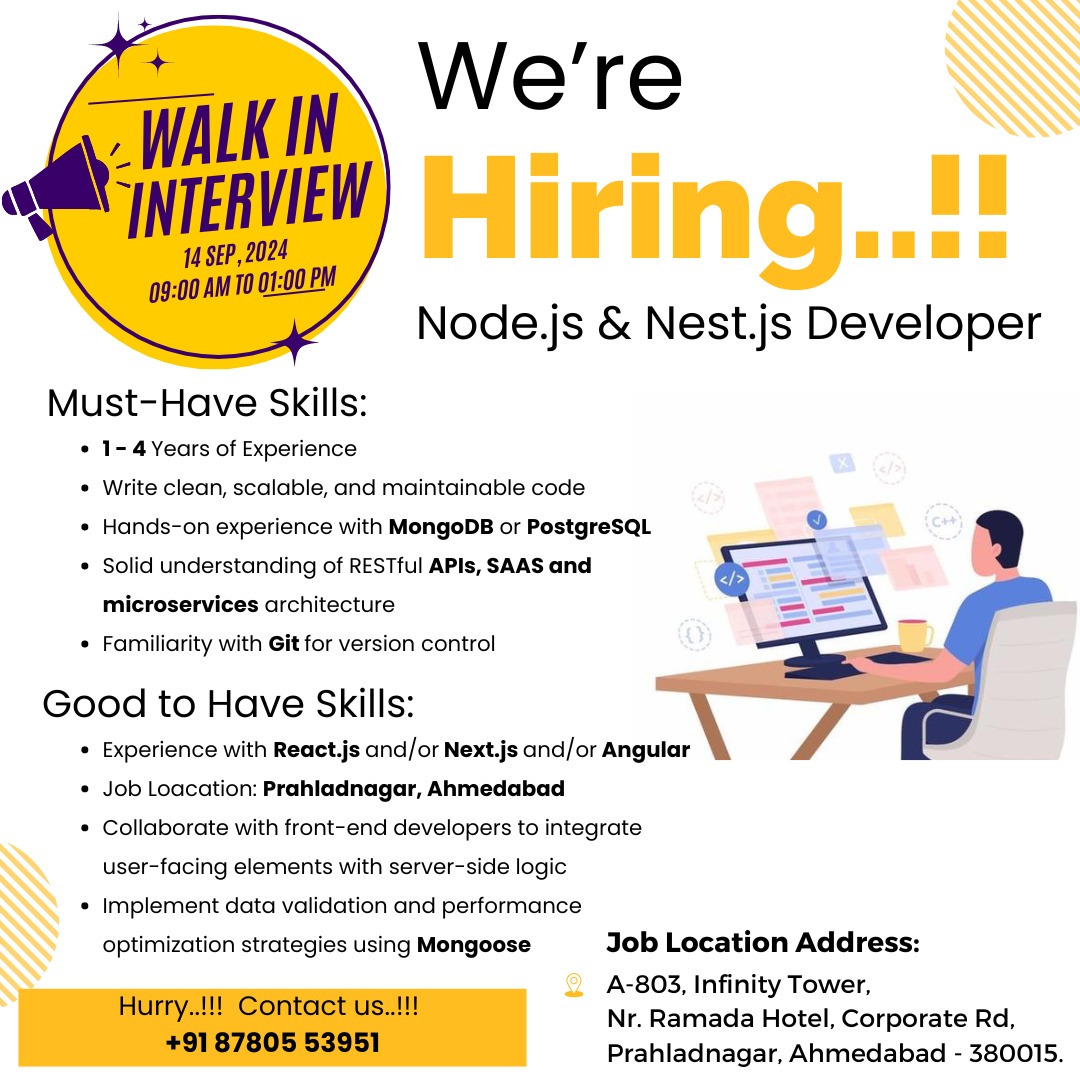 WALK IN
INTERVIEW
14 SEP, 2024
09:00 AM TO 01:00 PM
We’re
Hiring..!!
Node.js & Nest.js Developer
Must-Have Skills:
• 1 - 4 Years of Experience
• Write clean, scalable, and maintainable code
• Hands-on experience with MongoDB or PostgreSQL
• Solid understanding of RESTful APIs, SAAS and
microservices architecture
• Familiarity with Git for version control
X
</>
</>
C++
</>
{}
Good to Have Skills:
• Experience with React.js and/or Next.js and/or Angular
• Job Loacation: Prahladnagar, Ahmedabad
• Collaborate with front-end developers to integrate
user-facing elements with server-side logic
• Implement data validation and performance
optimization strategies using Mongoose
Hurry..!!! Contact us..!!!
+91 87805 53951
Job Location Address:
A-803, Infinity Tower,
Nr. Ramada Hotel, Corporate Rd,
Prahladnagar, Ahmedabad - 380015.